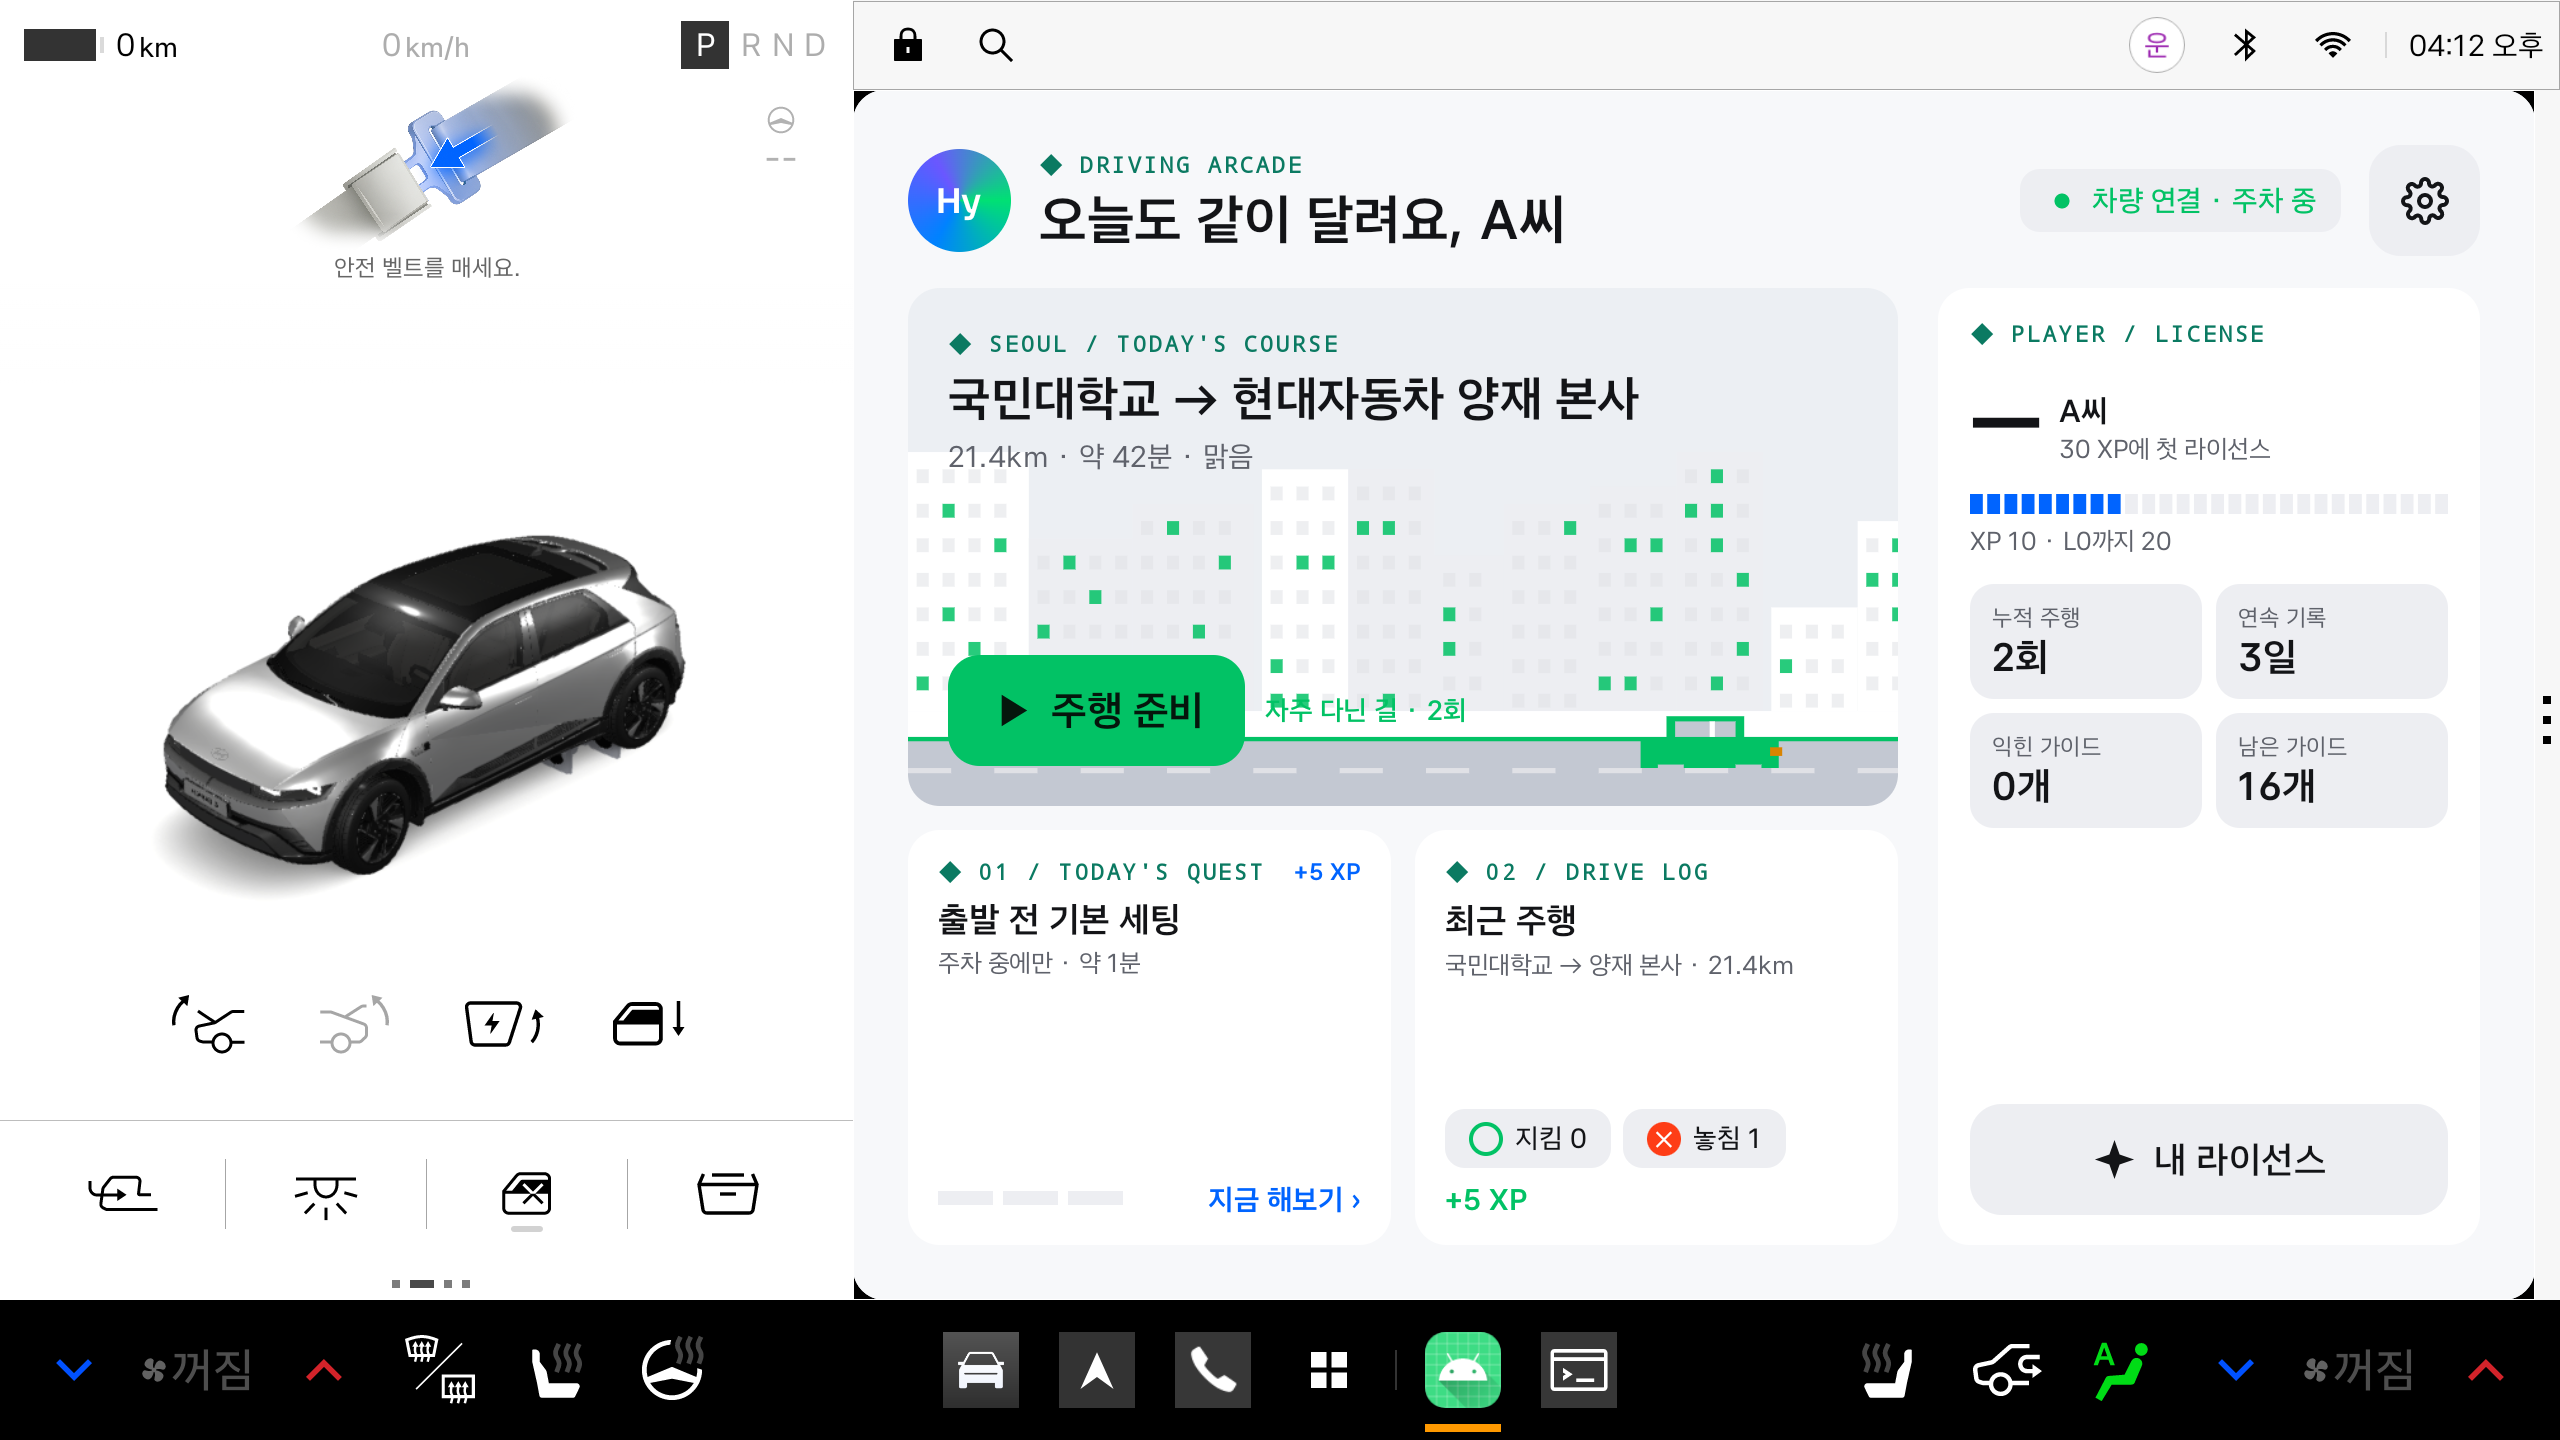 0 km
0 km/h
P R N D
안전 벨트를 매세요.
운
04:12 오후
Hy
DRIVING ARCADE
오늘도 같이 달려요, A씨
차량 연결 · 주차 중
SEOUL / TODAY'S COURSE
국민대학교 → 현대자동차 양재 본사
21.4km · 약 42분 · 맑음
주행 준비
자주 다닌 길 · 2회
PLAYER / LICENSE
A씨
30 XP에 첫 라이선스
XP 10 · L0까지 20
누적 주행
2회
연속 기록
3일
익힌 가이드
0개
남은 가이드
16개
내 라이선스
01 / TODAY'S QUEST +5 XP
출발 전 기본 세팅
주차 중에만 · 약 1분
지금 해보기 ›
02 / DRIVE LOG
최근 주행
국민대학교 → 양재 본사 · 21.4km
지킴 0
놓침 1
+5 XP
꺼짐
A
꺼짐